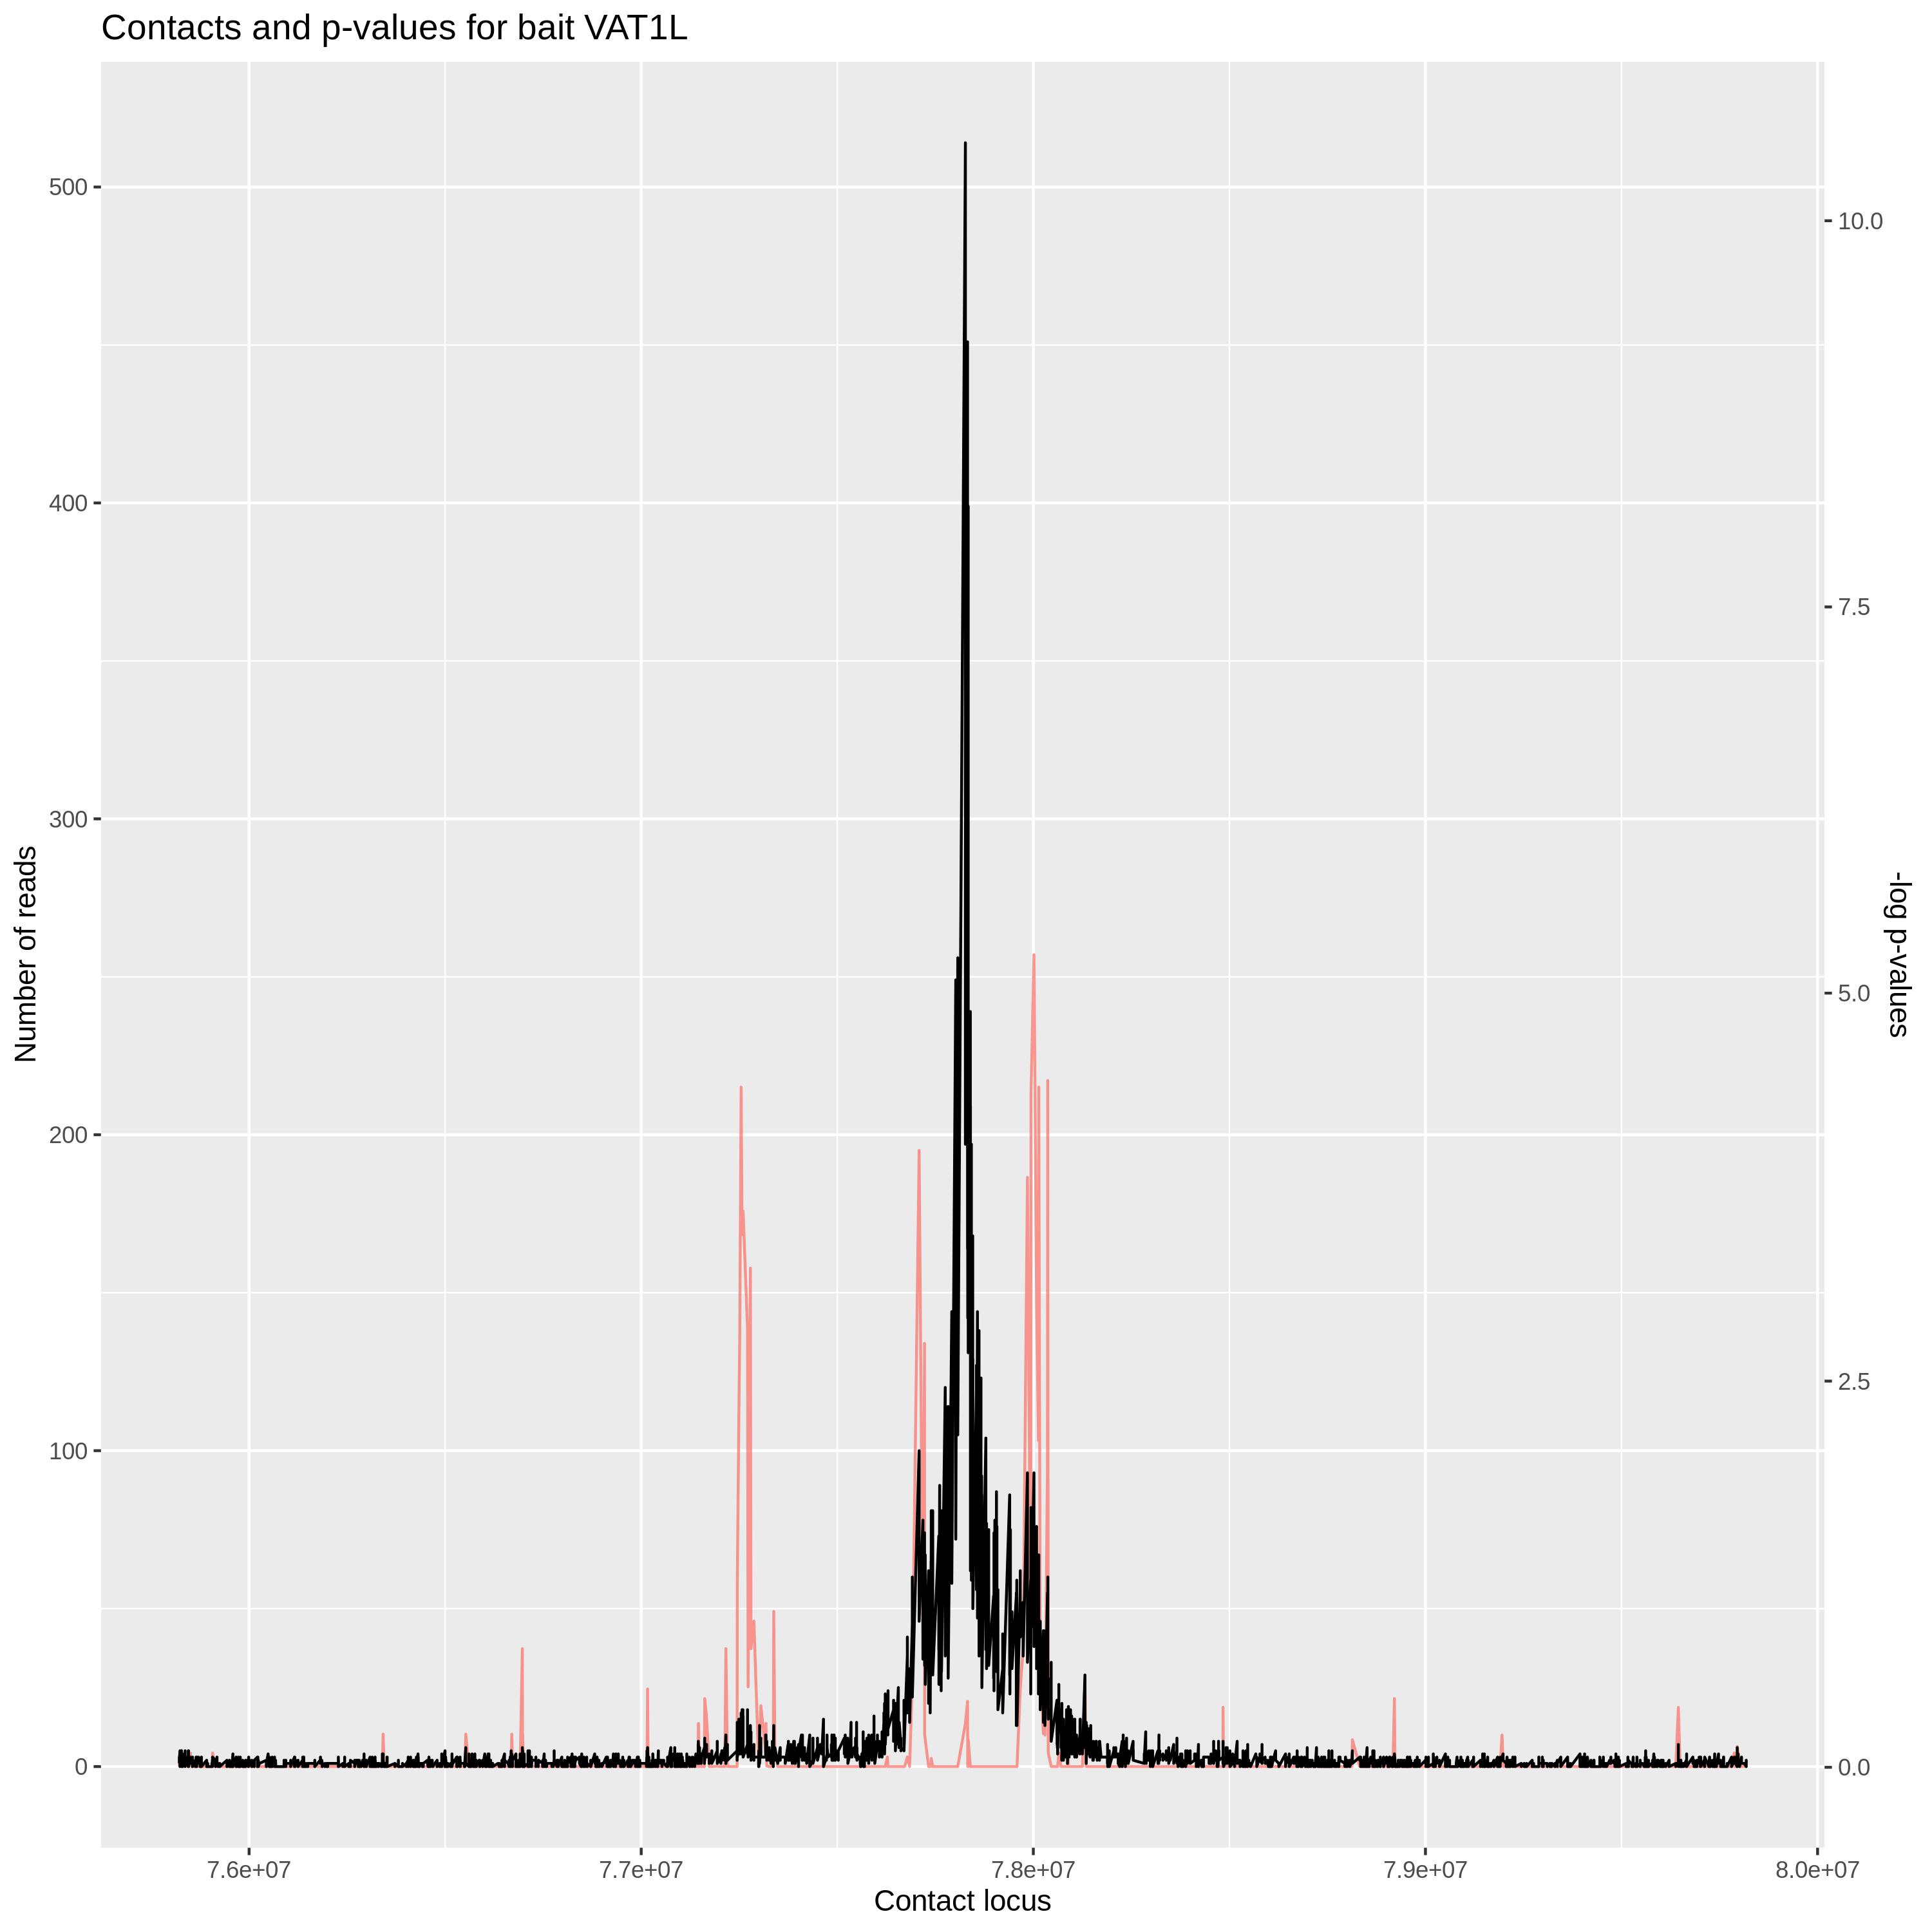 Contacts and p-values for bait VAT1L
500
400
300
200
100
0
Number of reads
10.0
7.5
5.0
2.5
0.0
-log p-values
7.6e+07 7.7e+07 7.8e+07 7.9e+07 8.0e+07
Contact locus